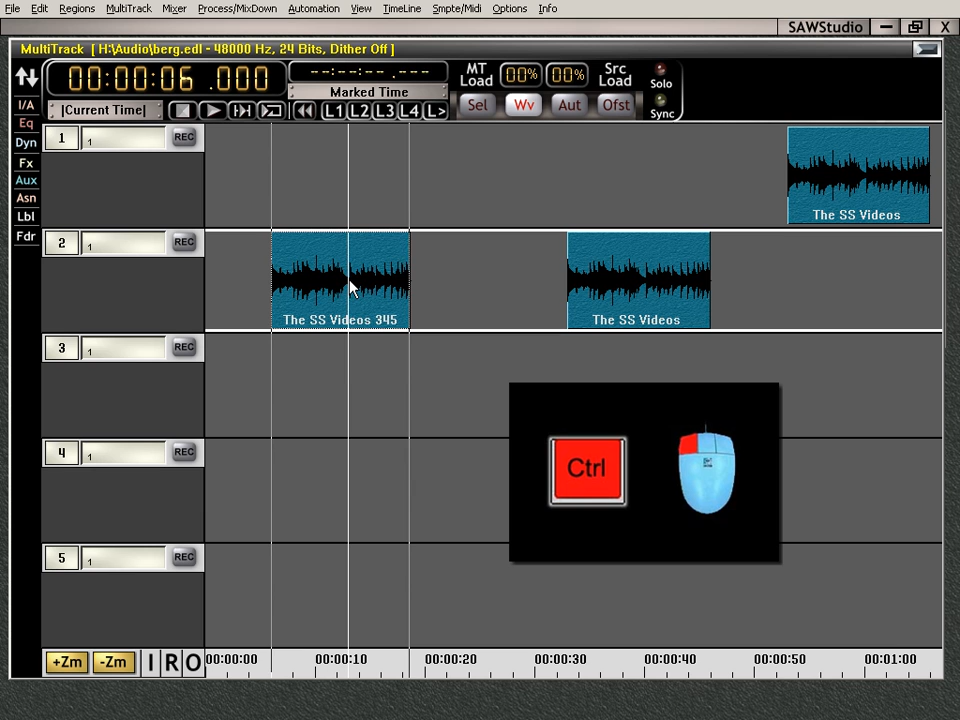 File Edit Regions MultiTrack Mixer Process/MixDown Automation View TimeLine Smpte/Midi Options Info
SAWStudio X
MultiTrack [ H:\Audio\berg.edl - 48000 Hz, 24 Bits, Dither Off ]
00:00:06 .000
--:--:-- .---
Marked Time
MT Load 00% 00% Src Load
Solo
|Current Time|
L1 L2 L3 L4 L>
Sel Wv Aut Ofst
Sync
I/A
Eq
Dyn
Fx
Aux
Asn
Lbl
Fdr
1 1 REC
The SS Videos
2 1 REC
The SS Videos 345
The SS Videos
3 1 REC
4 1 REC
Ctrl
5 1 REC
+Zm -Zm I R O
00:00:00 00:00:10 00:00:20 00:00:30 00:00:40 00:00:50 00:01:00